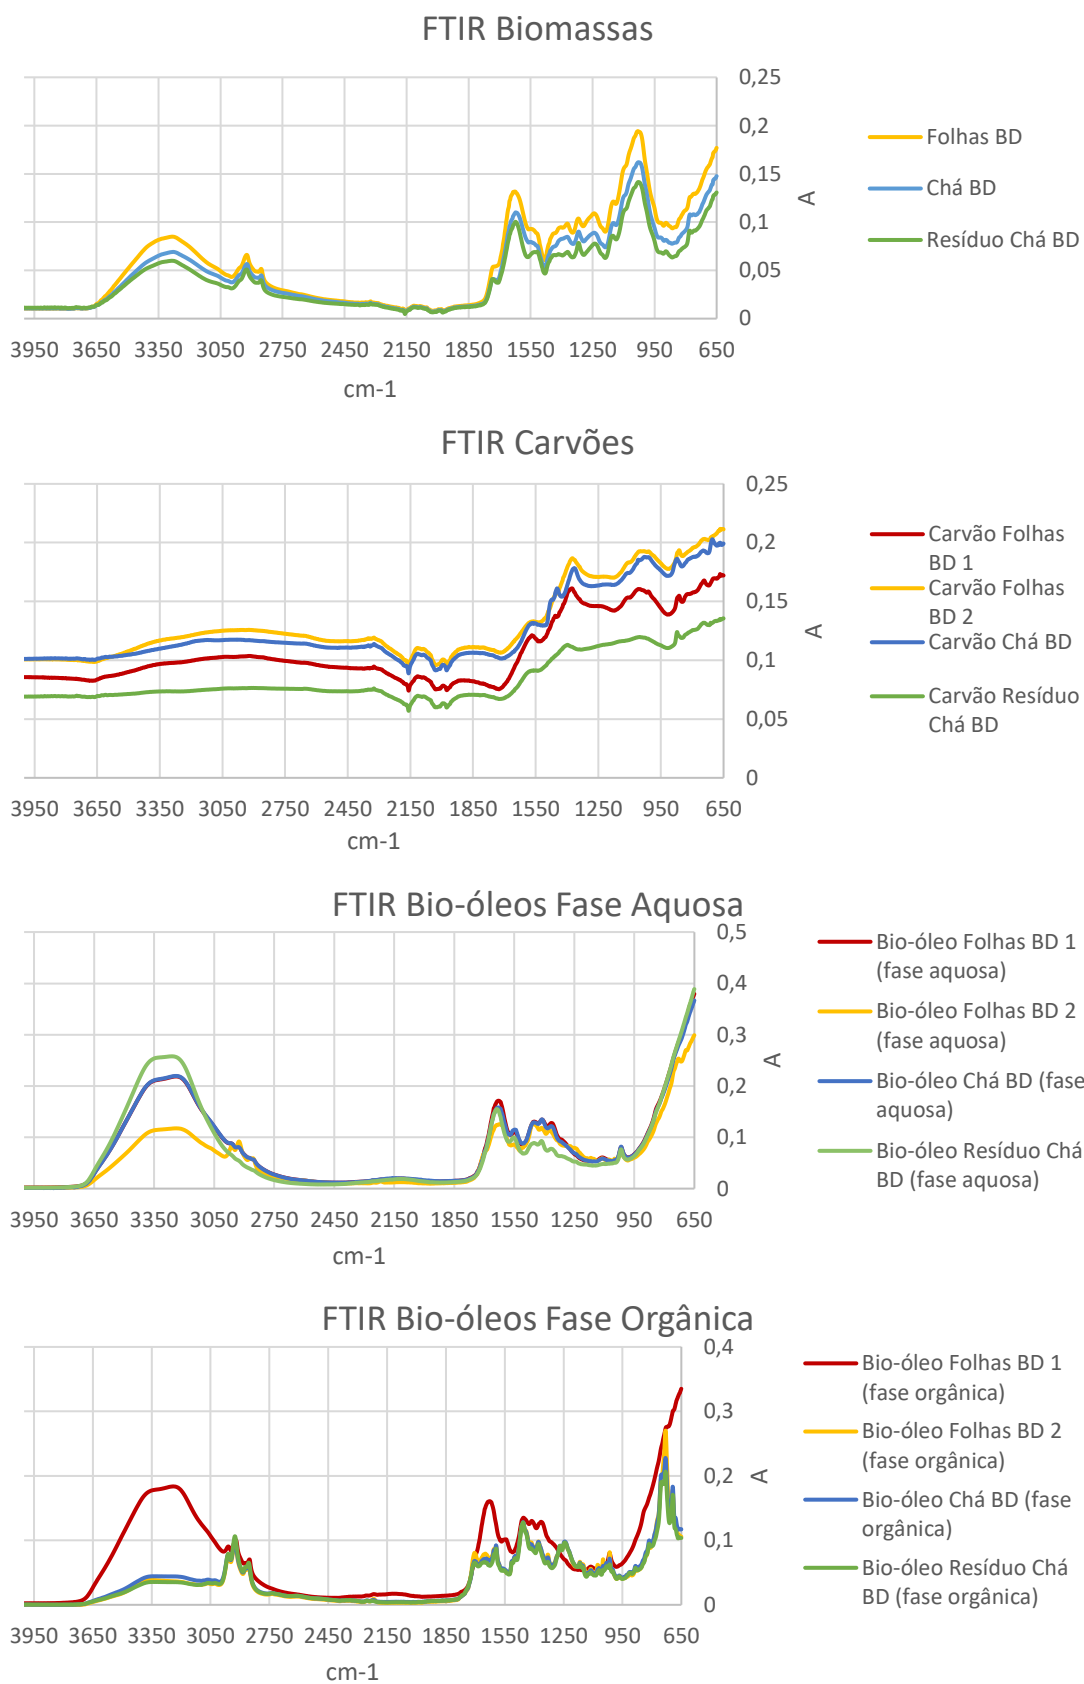 FTIR Biomassas
0,25
0,2
0,15
0,1
0,05
0
A
3950 3650 3350 3050 2750 2450 2150 1850 1550 1250 950 650
cm-1
Folhas BD
Chá BD
Resíduo Chá BD
FTIR Carvões
0,25
0,2
0,15
0,1
0,05
0
A
3950 3650 3350 3050 2750 2450 2150 1850 1550 1250 950 650
cm-1
Carvão Folhas
BD 1
Carvão Folhas
BD 2
Carvão Chá BD
Carvão Resíduo
Chá BD
FTIR Bio-óleos Fase Aquosa
0,5
0,4
0,3
0,2
0,1
0
A
3950 3650 3350 3050 2750 2450 2150 1850 1550 1250 950 650
cm-1
Bio-óleo Folhas BD 1
(fase aquosa)
Bio-óleo Folhas BD 2
(fase aquosa)
Bio-óleo Chá BD (fase
aquosa)
Bio-óleo Resíduo Chá
BD (fase aquosa)
FTIR Bio-óleos Fase Orgânica
0,4
0,3
0,2
0,1
0
A
3950 3650 3350 3050 2750 2450 2150 1850 1550 1250 950 650
cm-1
Bio-óleo Folhas BD 1
(fase orgânica)
Bio-óleo Folhas BD 2
(fase orgânica)
Bio-óleo Chá BD (fase
orgânica)
Bio-óleo Resíduo Chá
BD (fase orgânica)